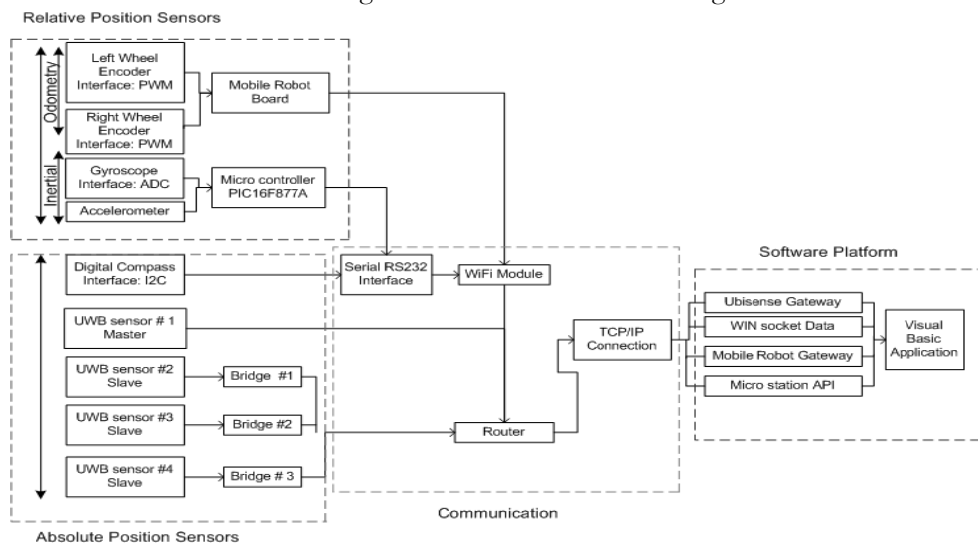 Relative Position Sensors
Left Wheel
Encoder
Interface: PWM
Right Wheel
Encoder
Interface: PWM
Odometry
Mobile Robot
Board
Gyroscope
Interface: ADC
Accelerometer
Inertial
Micro controller
PIC16F877A
Digital Compass
Interface: I2C
Serial RS232
Interface
WiFi Module
UWB sensor # 1
Master
UWB sensor #2
Slave
Bridge #1
UWB sensor #3
Slave
Bridge #2
UWB sensor #4
Slave
Bridge # 3
Absolute Position Sensors
Router
TCP/IP
Connection
Communication
Software Platform
Ubisense Gateway
WIN socket Data
Mobile Robot Gateway
Micro station API
Visual
Basic
Application